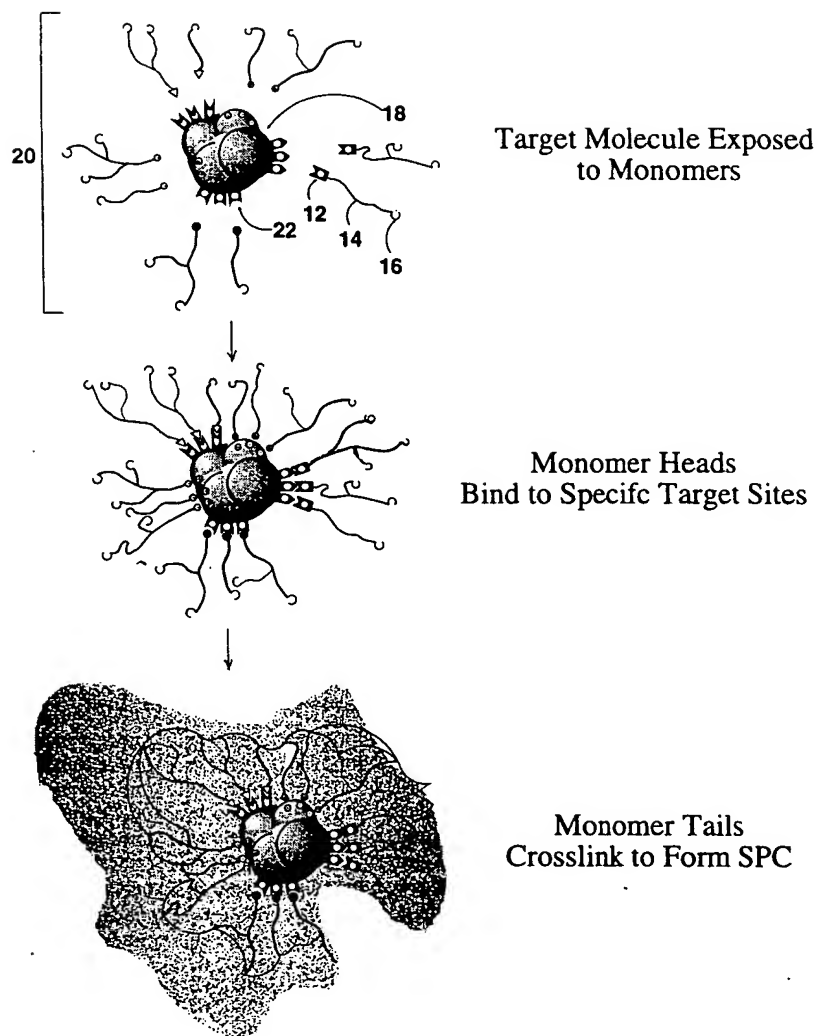 18
20
Target Molecule Exposed
to Monomers
12
22
14
16
Monomer Heads
Bind to Specifc Target Sites
Monomer Tails
Crosslink to Form SPC